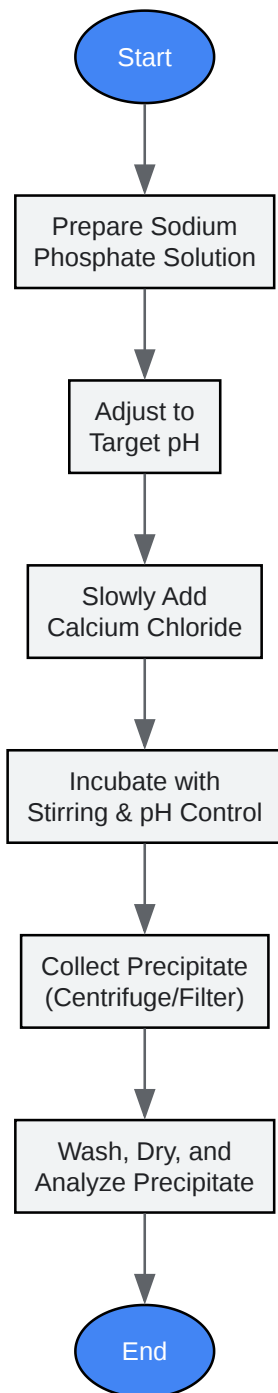 Start
Prepare Sodium
Phosphate Solution
Adjust to
Target pH
Slowly Add
Calcium Chloride
Incubate with
Stirring & pH Control
Collect Precipitate
(Centrifuge/Filter)
Wash, Dry, and
Analyze Precipitate
End